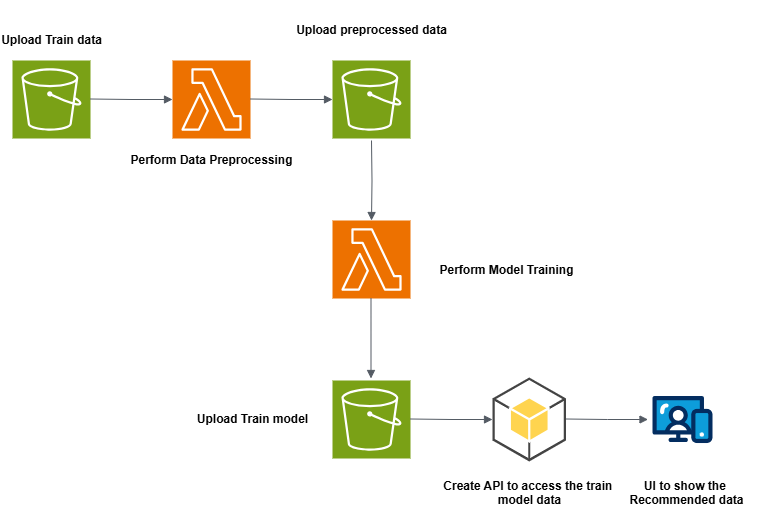 Upload Train data
Upload preprocessed data
Perform Data Preprocessing
Perform Model Training
Upload Train model
Create API to access the train
model data
UI to show the
Recommended data